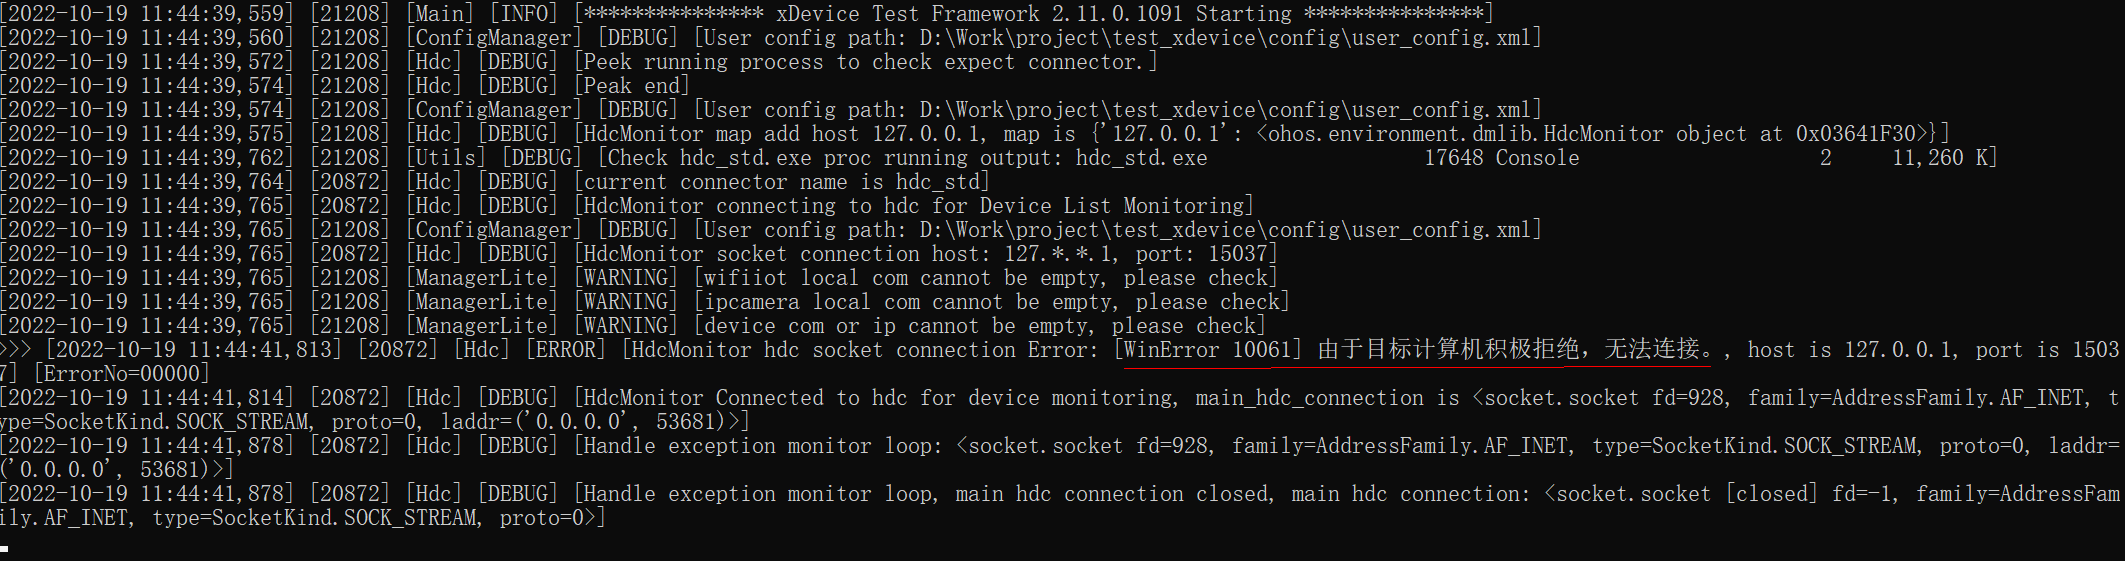 [2022-10-19 11:44:39,559] [21208] [Main] [INFO] [*************** xDevice Test Framework 2.11.0.1091 Starting ***************]
[2022-10-19 11:44:39,560] [21208] [ConfigManager] [DEBUG] [User config path: D:\Work\project\test_xdevice\config\user_config.xml]
[2022-10-19 11:44:39,572] [21208] [Hdc] [DEBUG] [Peek running process to check expect connector.]
[2022-10-19 11:44:39,574] [21208] [Hdc] [DEBUG] [Peak end]
[2022-10-19 11:44:39,574] [21208] [ConfigManager] [DEBUG] [User config path: D:\Work\project\test_xdevice\config\user_config.xml]
[2022-10-19 11:44:39,575] [21208] [Hdc] [DEBUG] [HdcMonitor map add host 127.0.0.1, map is {'127.0.0.1': <ohos.environment.dmlib.HdcMonitor object at 0x03641F30>}]
[2022-10-19 11:44:39,762] [21208] [Utils] [DEBUG] [Check hdc_std.exe proc running output: hdc_std.exe 17648 Console 2 11,260 K]
[2022-10-19 11:44:39,764] [20872] [Hdc] [DEBUG] [current connector name is hdc_std]
[2022-10-19 11:44:39,765] [20872] [Hdc] [DEBUG] [HdcMonitor connecting to hdc for Device List Monitoring]
[2022-10-19 11:44:39,765] [21208] [ConfigManager] [DEBUG] [User config path: D:\Work\project\test_xdevice\config\user_config.xml]
[2022-10-19 11:44:39,765] [20872] [Hdc] [DEBUG] [HdcMonitor socket connection host: 127.*.*.1, port: 15037]
[2022-10-19 11:44:39,765] [21208] [ManagerLite] [WARNING] [wifiiot local com cannot be empty, please check]
[2022-10-19 11:44:39,765] [21208] [ManagerLite] [WARNING] [ipcamera local com cannot be empty, please check]
[2022-10-19 11:44:39,765] [21208] [ManagerLite] [WARNING] [device com or ip cannot be empty, please check]
>>> [2022-10-19 11:44:41,813] [20872] [Hdc] [ERROR] [HdcMonitor hdc socket connection Error: [WinError 10061] 由于目标计算机积极拒绝，无法连接。, host is 127.0.0.1, port is 1503
7] [ErrorNo=00000]
[2022-10-19 11:44:41,814] [20872] [Hdc] [DEBUG] [HdcMonitor Connected to hdc for device monitoring, main_hdc_connection is <socket.socket fd=928, family=AddressFamily.AF_INET, t
ype=SocketKind.SOCK_STREAM, proto=0, laddr=('0.0.0.0', 53681)>]
[2022-10-19 11:44:41,878] [20872] [Hdc] [DEBUG] [Handle exception monitor loop: <socket.socket fd=928, family=AddressFamily.AF_INET, type=SocketKind.SOCK_STREAM, proto=0, laddr=
('0.0.0.0', 53681)>]
[2022-10-19 11:44:41,878] [20872] [Hdc] [DEBUG] [Handle exception monitor loop, main hdc connection closed, main hdc connection: <socket.socket [closed] fd=-1, family=AddressFam
ily.AF_INET, type=SocketKind.SOCK_STREAM, proto=0>]